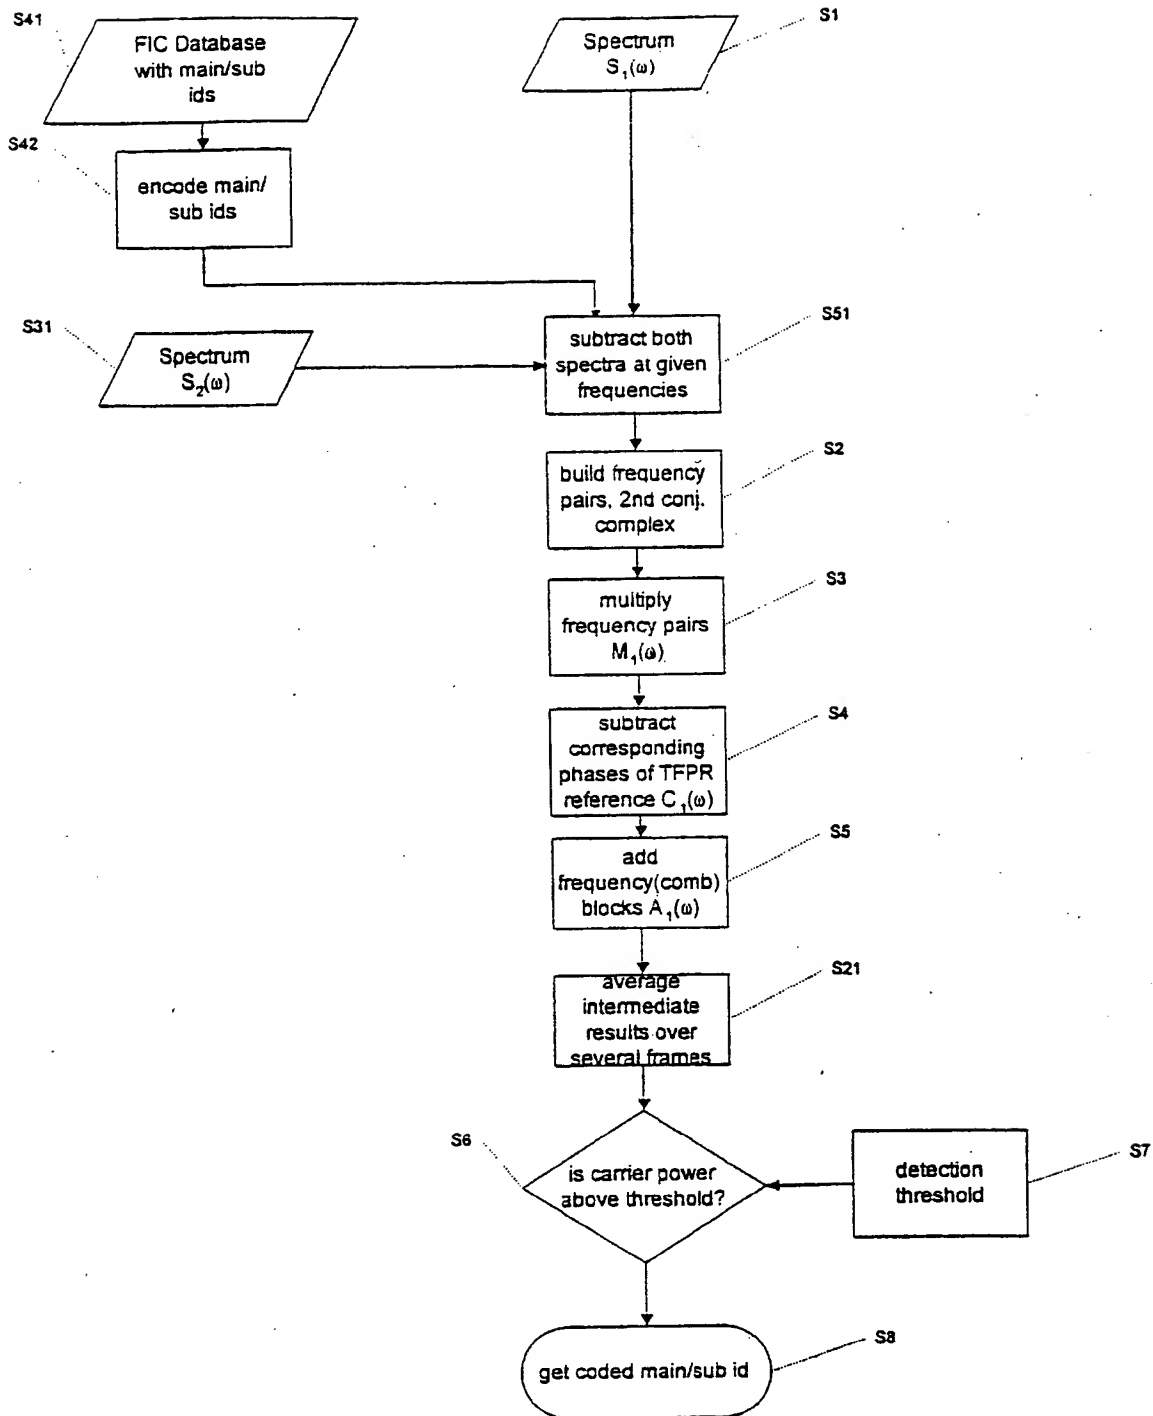 S41
FIC Database
with main/sub
ids
S1
Spectrum
S₁(ω)
S42
encode main/
sub ids
S31
Spectrum
S₂(ω)
S51
subtract both
spectra at given
frequencies
S2
build frequency
pairs, 2nd conj.
complex
S3
multiply
frequency pairs
M₁(ω)
S4
subtract
corresponding
phases of TFPR
reference C₁(ω)
S5
add
frequency(comb)
blocks A₁(ω)
S21
average
intermediate
results over
several frames
S6
is carrier power
above threshold?
S7
detection
threshold
S8
get coded main/sub id